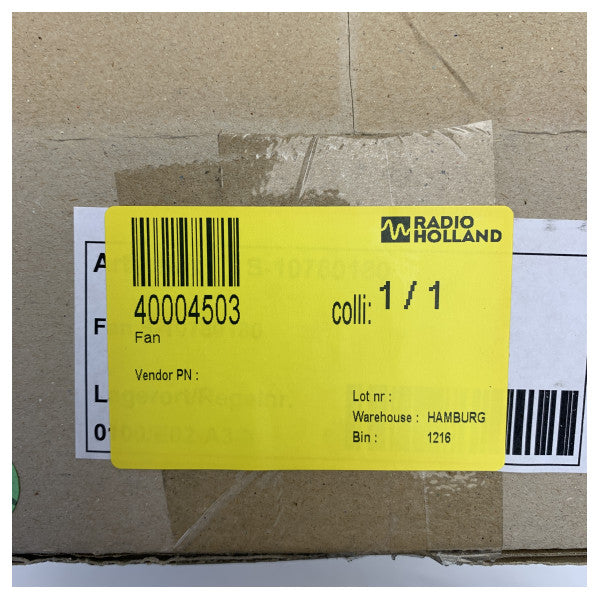 RADIO
HOLLAND
40004503
colli: 1 / 1
Fan
Vendor PN :
Lot nr :
Warehouse : HAMBURG
Bin : 1216